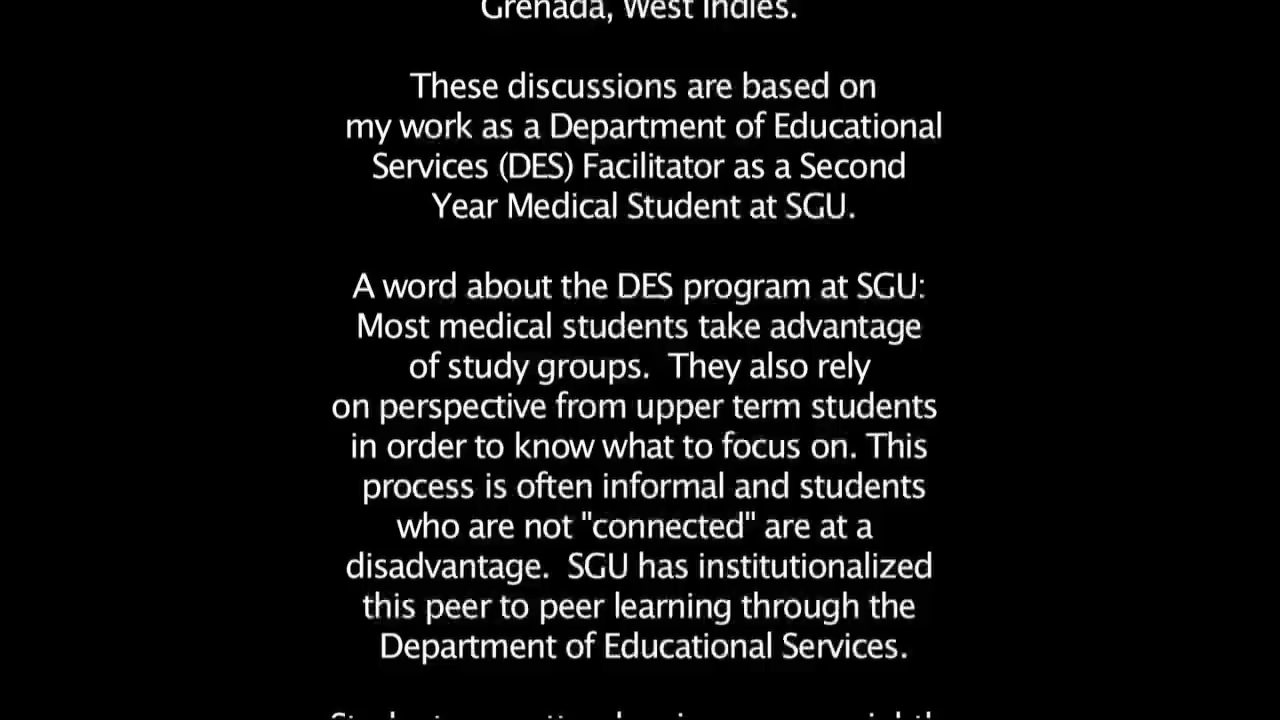 Grenada, West Indies.
These discussions are based on
my work as a Department of Educational
Services (DES) Facilitator as a Second
Year Medical Student at SGU.
A word about the DES program at SGU:
Most medical students take advantage
of study groups.  They also rely
on perspective from upper term students
in order to know what to focus on. This
process is often informal and students
who are not "connected" are at a
disadvantage.  SGU has institutionalized
this peer to peer learning through the
Department of Educational Services.